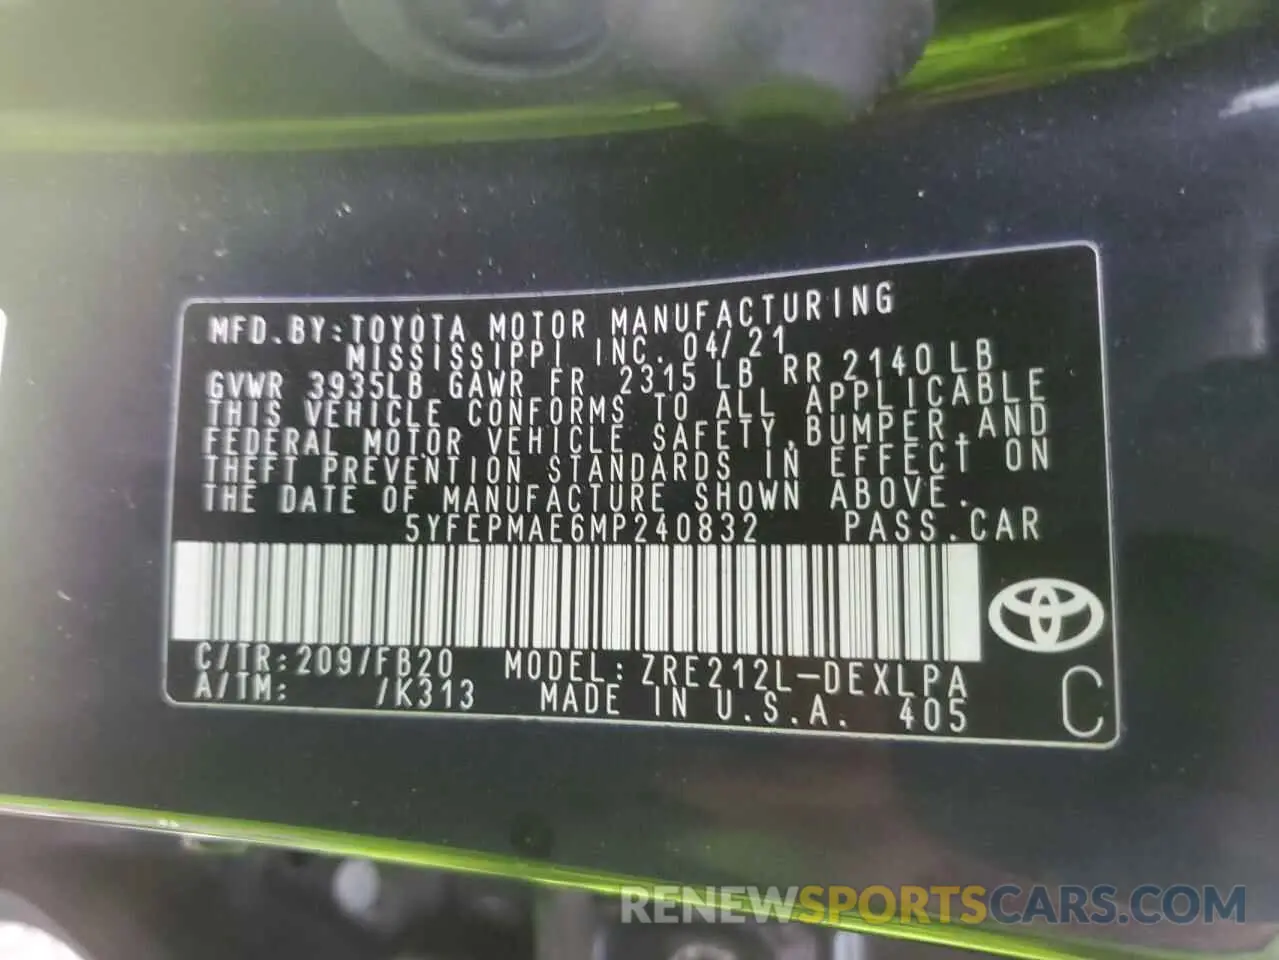 MFD.BY:TOYOTA MOTOR MANUFACTURING
MISSISSIPPI INC. 04/21
GVWR 3935LB GAWR FR 2315 LB RR 2140 LB
THIS VEHICLE CONFORMS TO ALL APPLICABLE
FEDERAL MOTOR VEHICLE SAFETY,BUMPER,AND
THEFT PREVENTION STANDARDS IN EFFECT ON
THE DATE OF MANUFACTURE SHOWN ABOVE.
5YFEPMAE6MP240832 PASS.CAR
C/TR:209/FB20 MODEL:ZRE212L-DEXLPA
A/TM: /K313 MADE IN U.S.A. 405
C
RENEWSPORTSCARS.COM